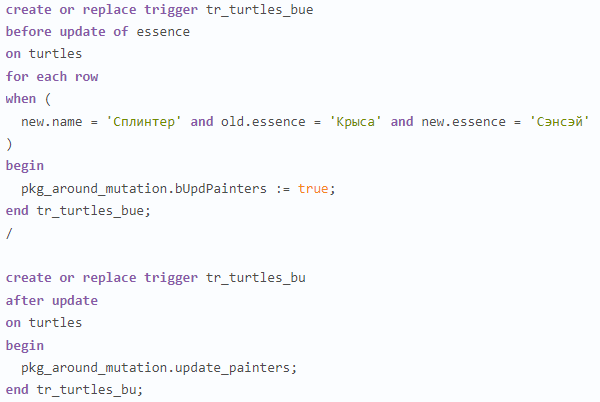 create or replace trigger tr_turtles_bue
before update of essence
on turtles
for each row
when (
  new.name = 'Сплинтер' and old.essence = 'Крыса' and new.essence = 'Сэнсэй'
)
begin
  pkg_around_mutation.bUpdPainters := true;
end tr_turtles_bue;
/

create or replace trigger tr_turtles_bu
after update
on turtles
begin
  pkg_around_mutation.update_painters;
end tr_turtles_bu;